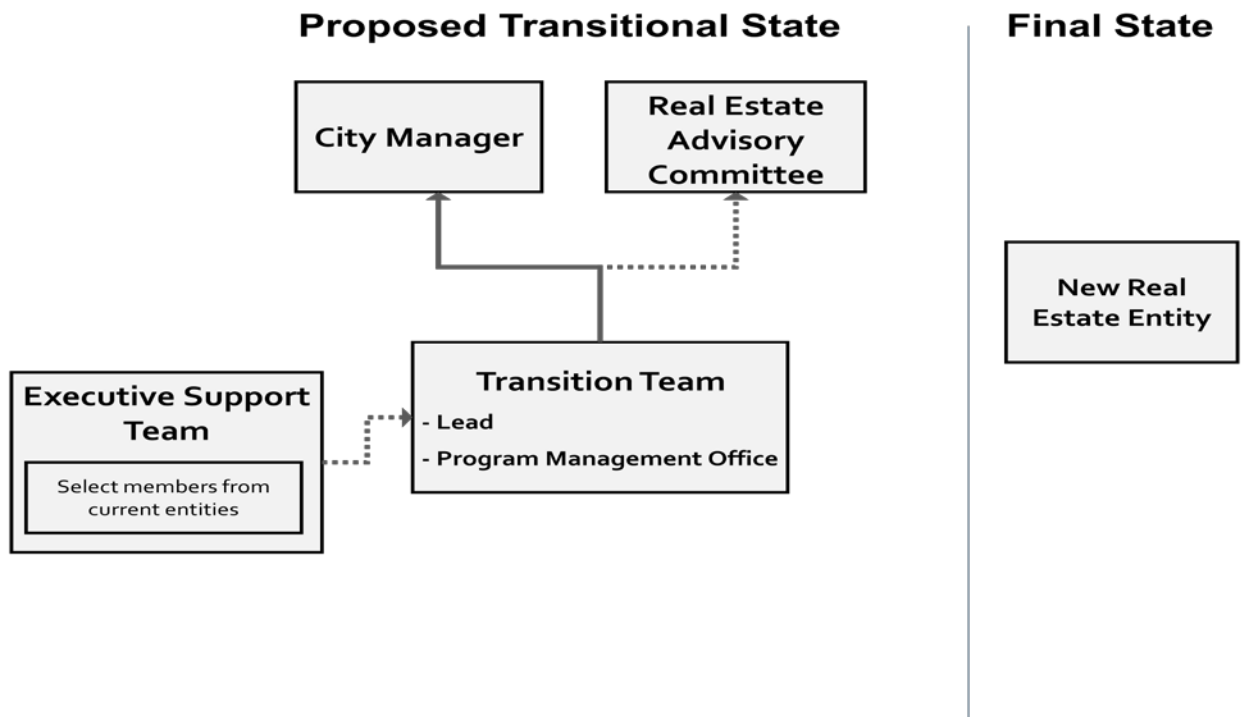 Proposed Transitional State
Final State
City Manager
Real Estate
Advisory
Committee
New Real
Estate Entity
Executive Support
Team
Select members from
current entities
Transition Team
- Lead
- Program Management Office